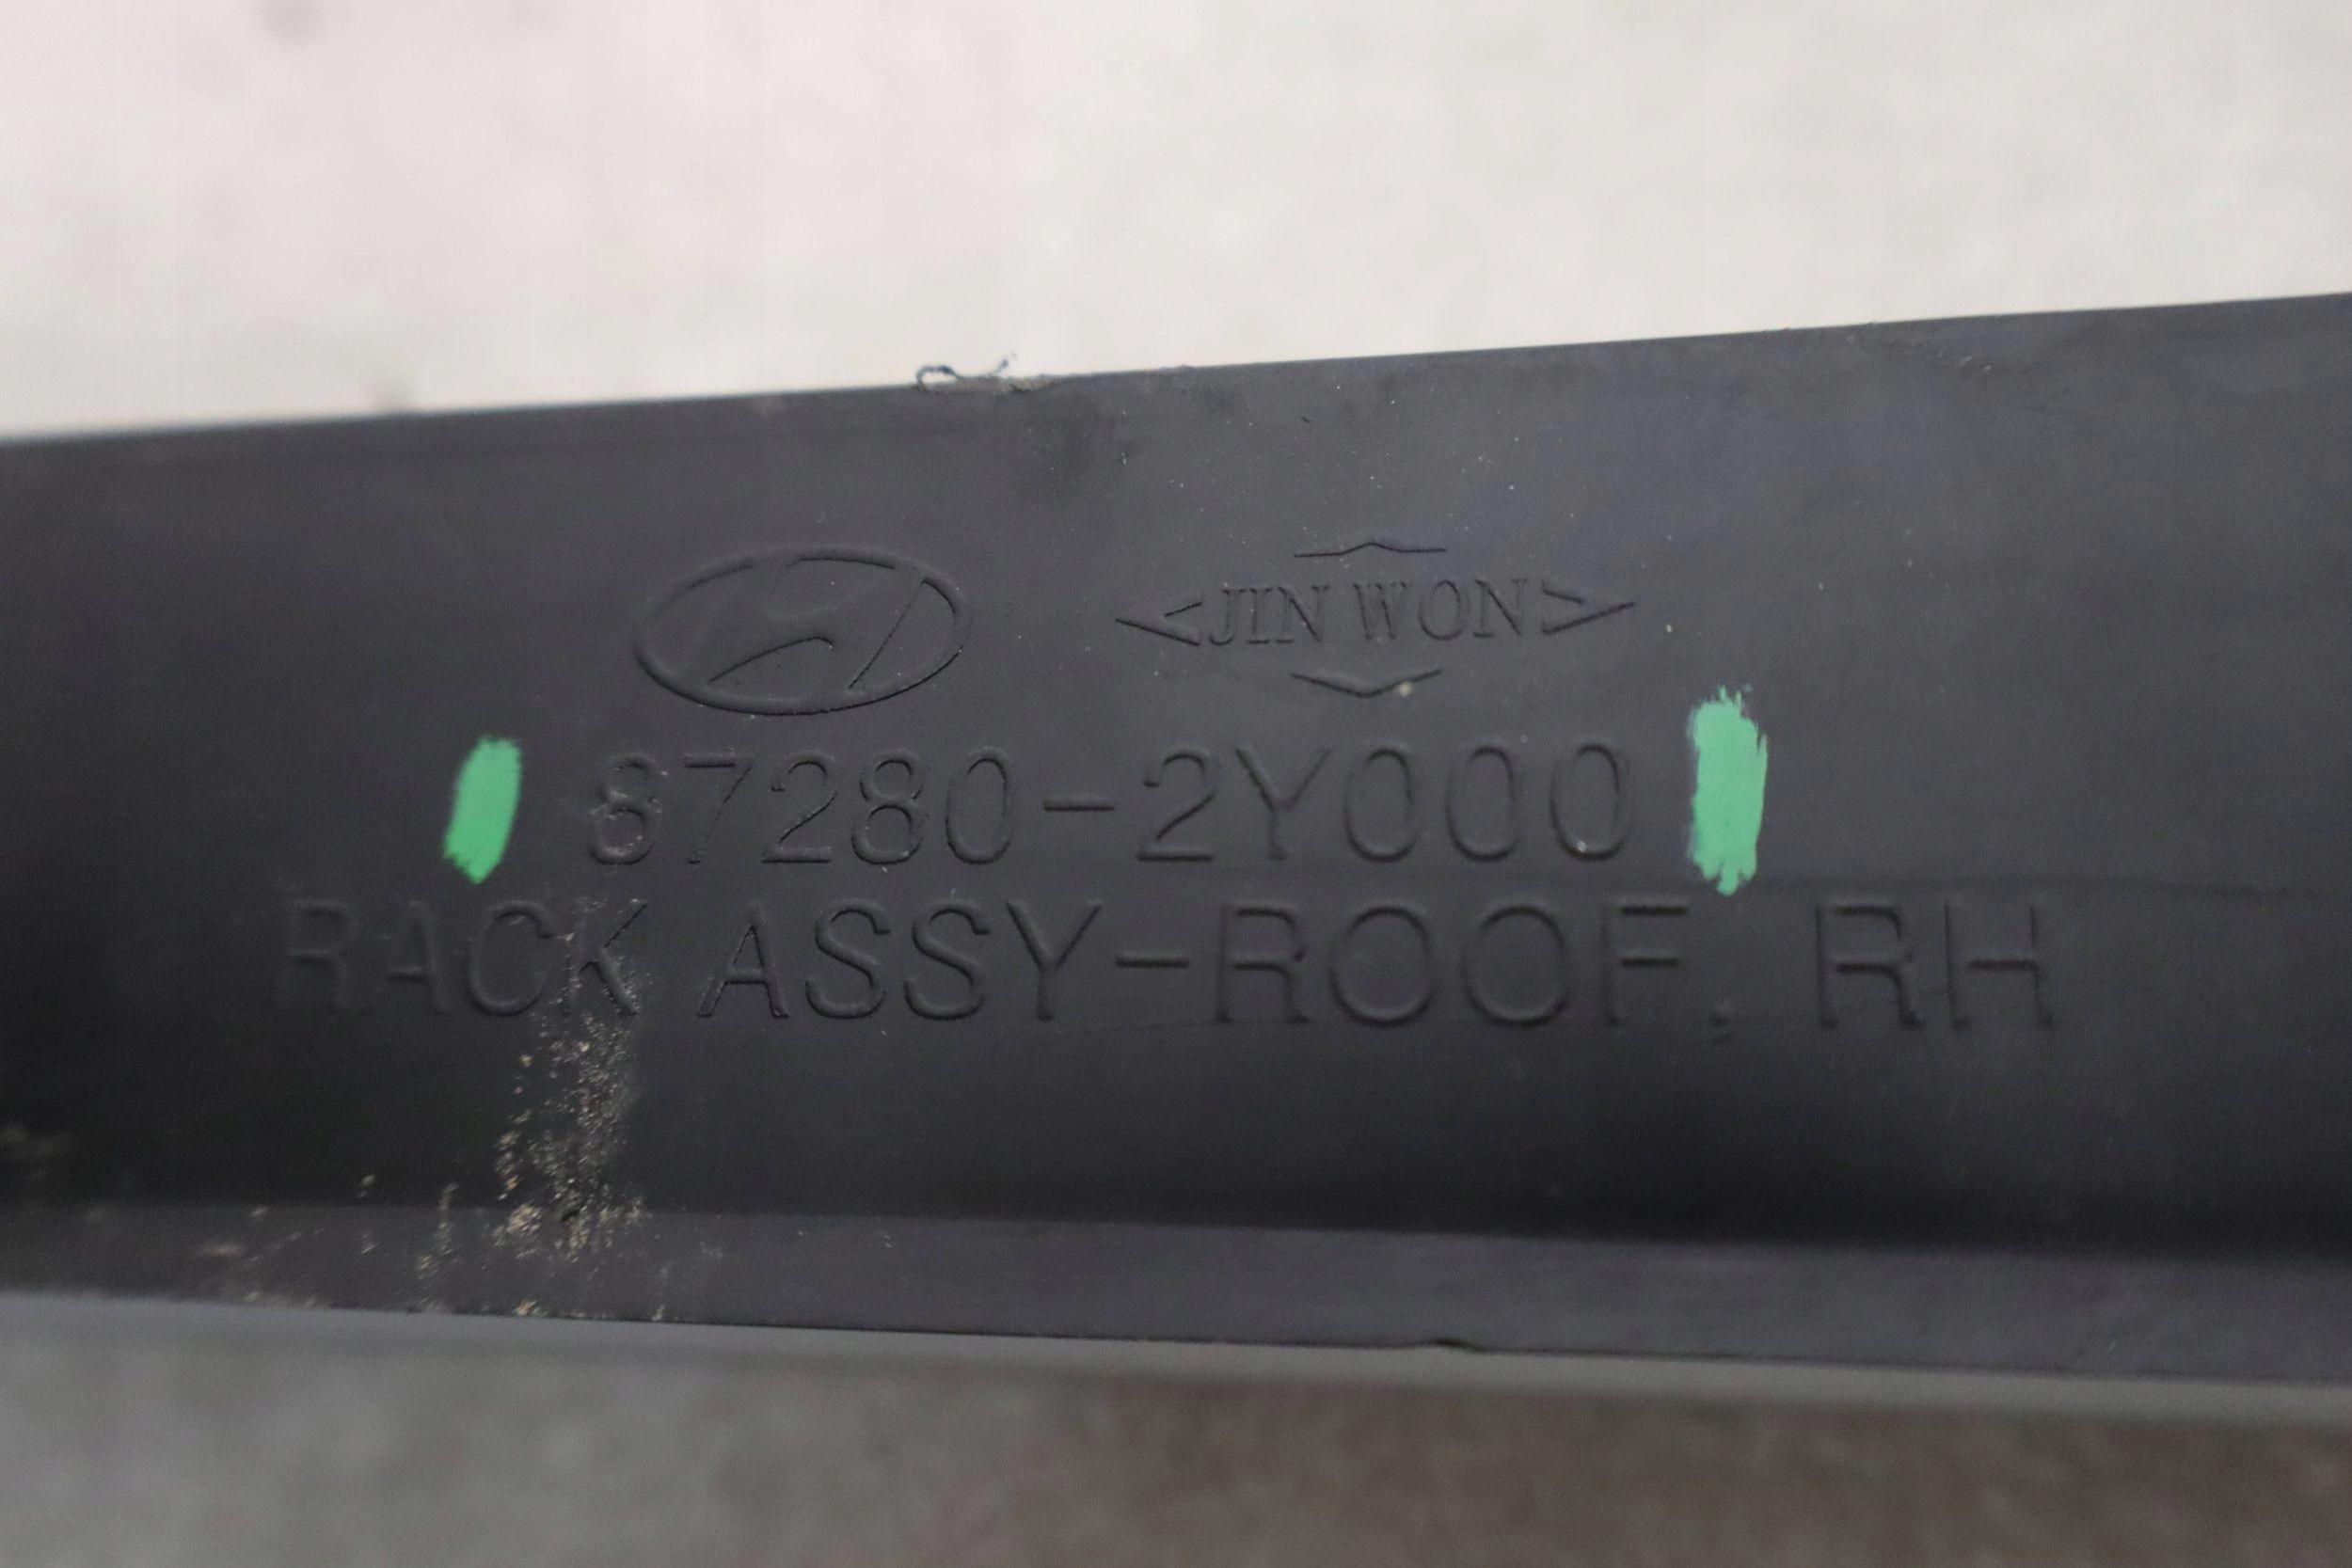 <JIN WON>
87280-2Y000
RACK ASSY-ROOF, RH